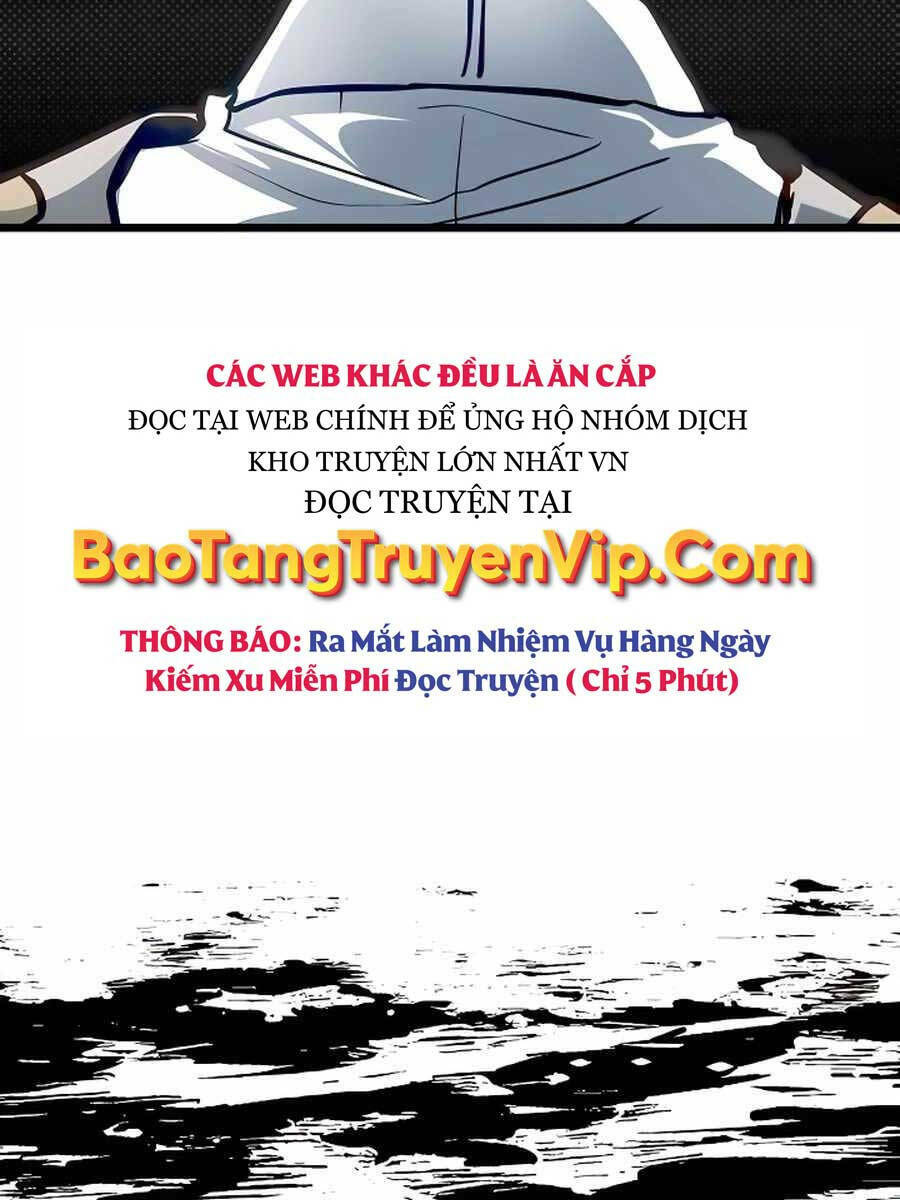 CÁC WEB KHÁC ĐỀU LÀ ĂN CẮP
ĐỌC TẠI WEB CHÍNH ĐỂ ỦNG HỘ NHÓM DỊCH
KHO TRUYỆN LỚN NHẤT VN
ĐỌC TRUYỆN TẠI
BaoTangTruyenVip.Com
THÔNG BÁO: Ra Mắt Làm Nhiệm Vụ Hàng Ngày
Kiếm Xu Miễn Phí Đọc Truyện ( Chỉ 5 Phút)